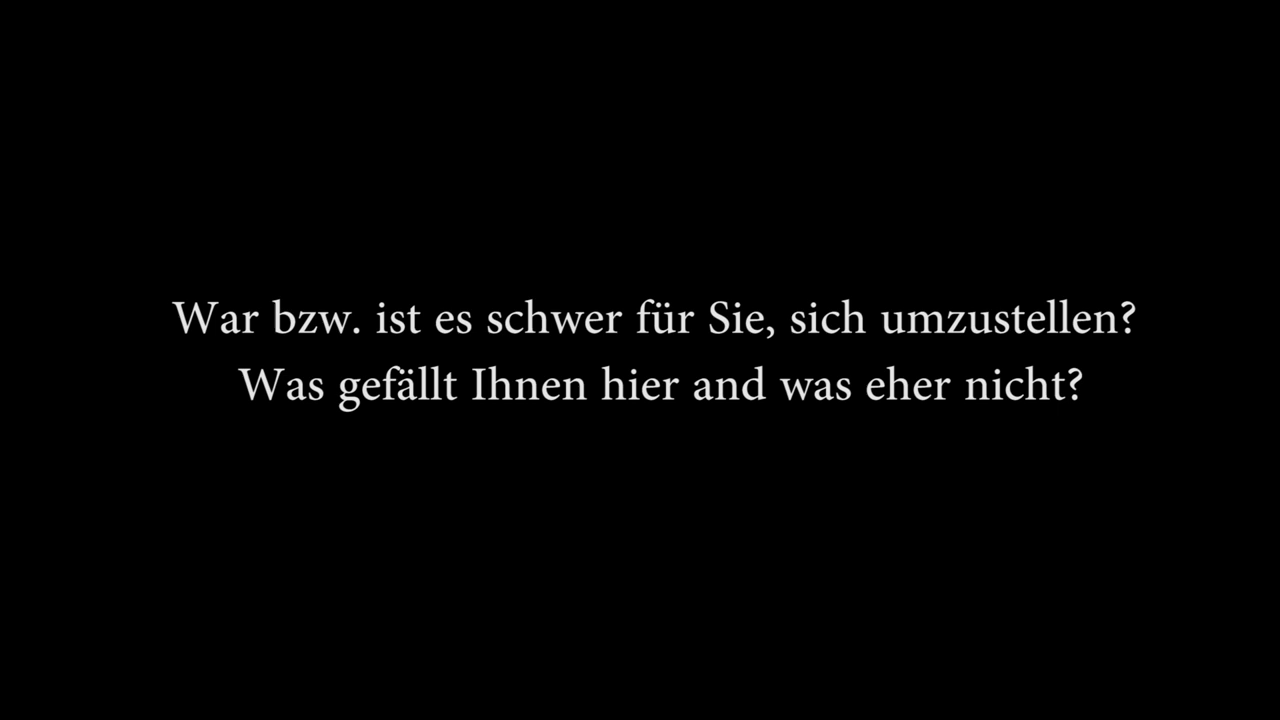 War bzw. ist es schwer für Sie, sich umzustellen?
Was gefällt Ihnen hier and was eher nicht?